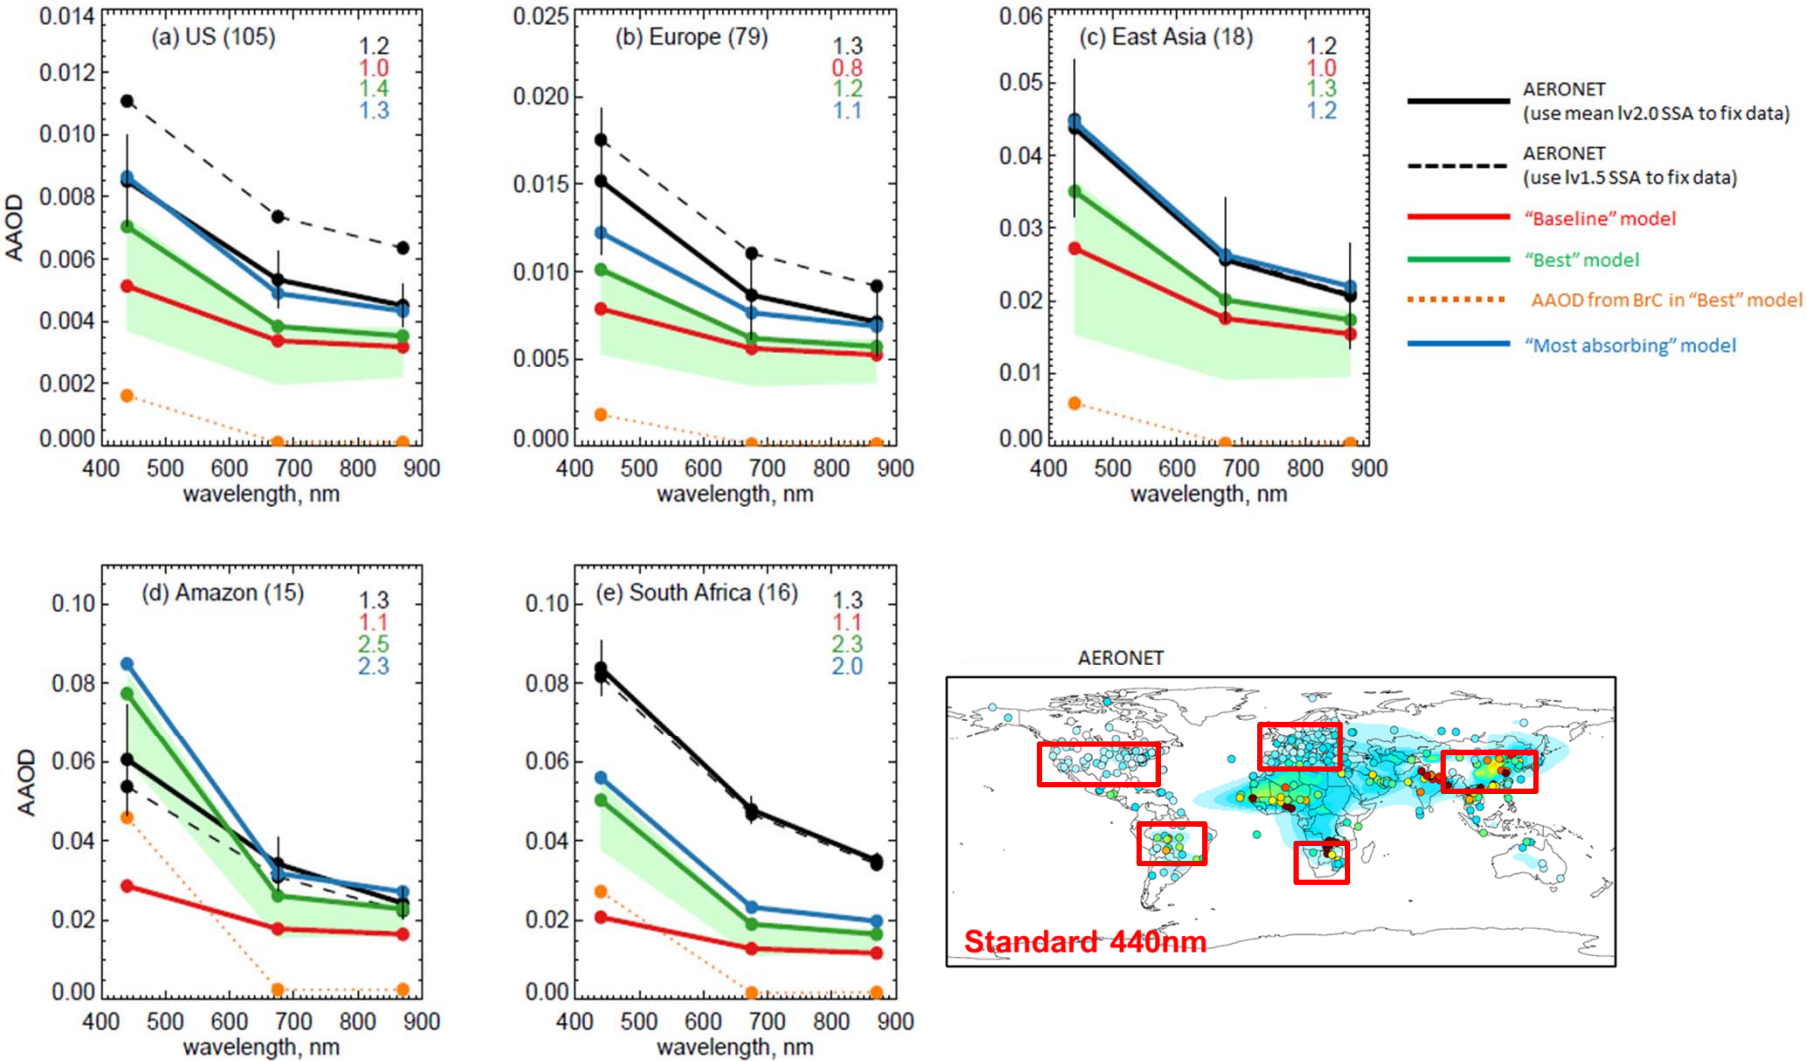 (a) US (105)
1.2
1.0
1.4
1.3
0.014
0.012
0.010
0.008
0.006
0.004
0.002
0.000
AAOD
400 500 600 700 800 900
wavelength, nm
(b) Europe (79)
1.3
0.8
1.2
1.1
0.025
0.020
0.015
0.010
0.005
0.000
400 500 600 700 800 900
wavelength, nm
(c) East Asia (18)
1.2
1.0
1.3
1.2
0.06
0.05
0.04
0.03
0.02
0.01
0.00
400 500 600 700 800 900
wavelength, nm
AERONET
(use mean lv2.0 SSA to fix data)
AERONET
(use lv1.5 SSA to fix data)
“Baseline” model
“Best” model
AAOD from BrC in “Best” model
“Most absorbing” model
(d) Amazon (15)
1.3
1.1
2.5
2.3
0.10
0.08
0.06
0.04
0.02
0.00
AAOD
400 500 600 700 800 900
wavelength, nm
(e) South Africa (16)
1.3
1.1
2.3
2.0
0.10
0.08
0.06
0.04
0.02
0.00
400 500 600 700 800 900
wavelength, nm
AERONET
Standard 440nm